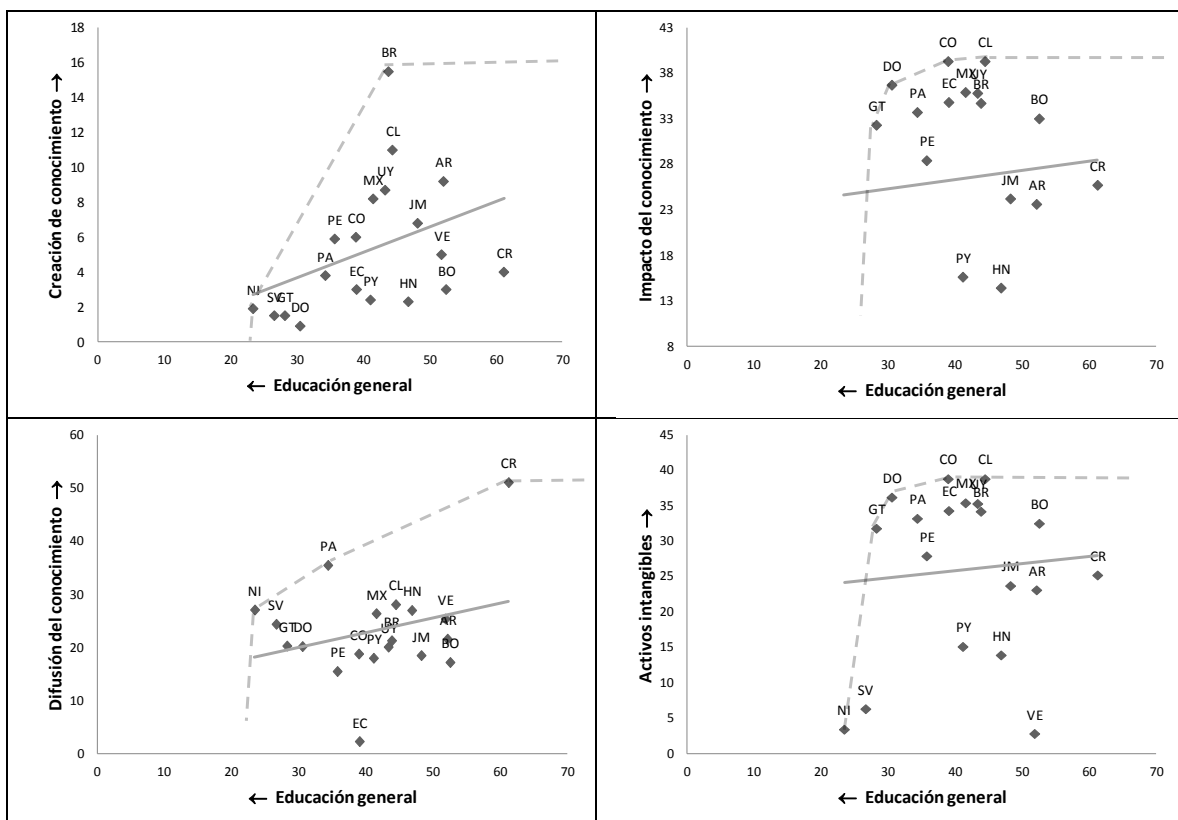 18
16
14
12
10
8
6
4
2
0
Creación de conocimiento →
BR
CL
UY
AR
MX
PE
CO
JM
VE
PA
CR
EC
PY
HN
BO
NI
SV
GT
DO
0 10 20 30 40 50 60 70
← Educación general
43
38
33
28
23
18
13
8
Impacto del conocimiento →
CO
CL
DO
MX
UY
EC
BR
PA
GT
BO
PE
CR
JM
AR
PY
HN
0 10 20 30 40 50 60 70
← Educación general
60
50
40
30
20
10
0
Difusión del conocimiento →
CR
PA
NI
SV
CL
MX
HN
VE
GT
DO
BR
AR
CO
PY
UY
PE
JM
BO
EC
0 10 20 30 40 50 60 70
← Educación general
45
40
35
30
25
20
15
10
5
0
Activos intangibles →
CO
CL
DO
MX
UY
EC
BR
PA
GT
BO
PE
CR
JM
AR
PY
HN
SV
NI
VE
0 10 20 30 40 50 60 70
← Educación general